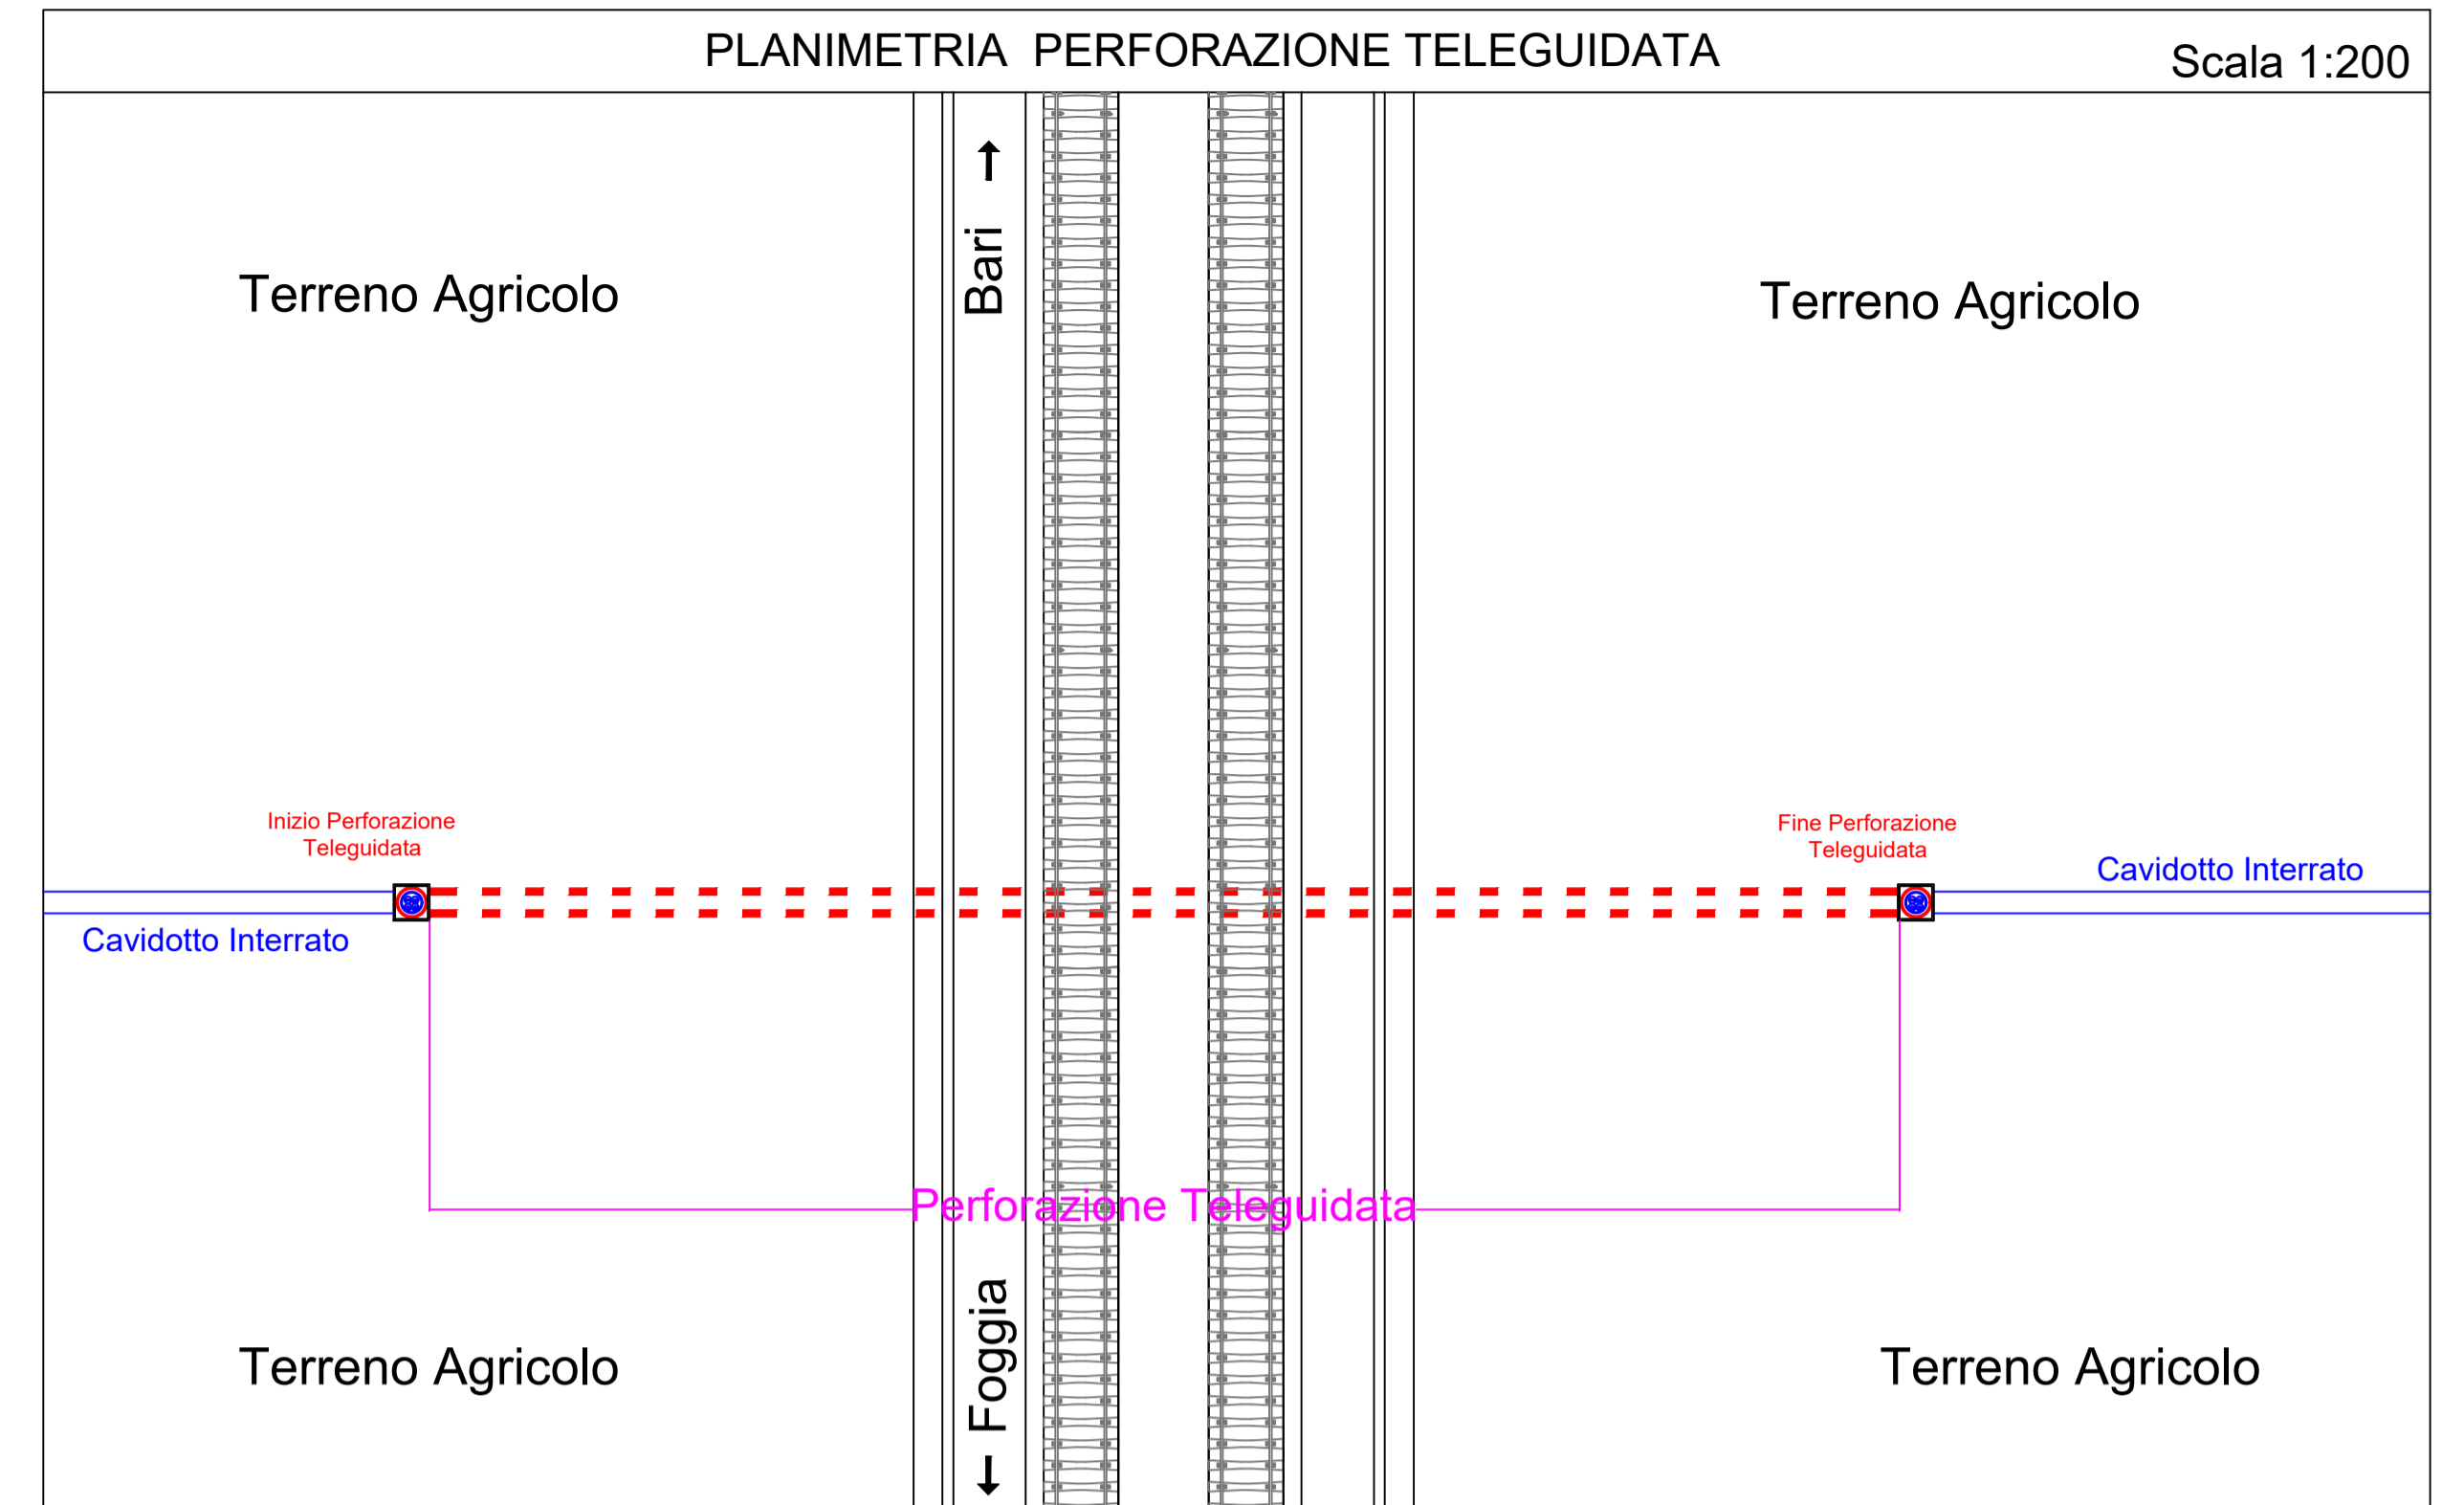 PLANIMETRIA PERFORAZIONE TELEGUIDATA
Scala 1:200
Bari
Terreno Agricolo
Terreno Agricolo
Inizio Perforazione
Teleguidata
Fine Perforazione
Teleguidata
Cavidotto Interrato
Cavidotto Interrato
Perforazione Teleguidata
Foggia
Terreno Agricolo
Terreno Agricolo